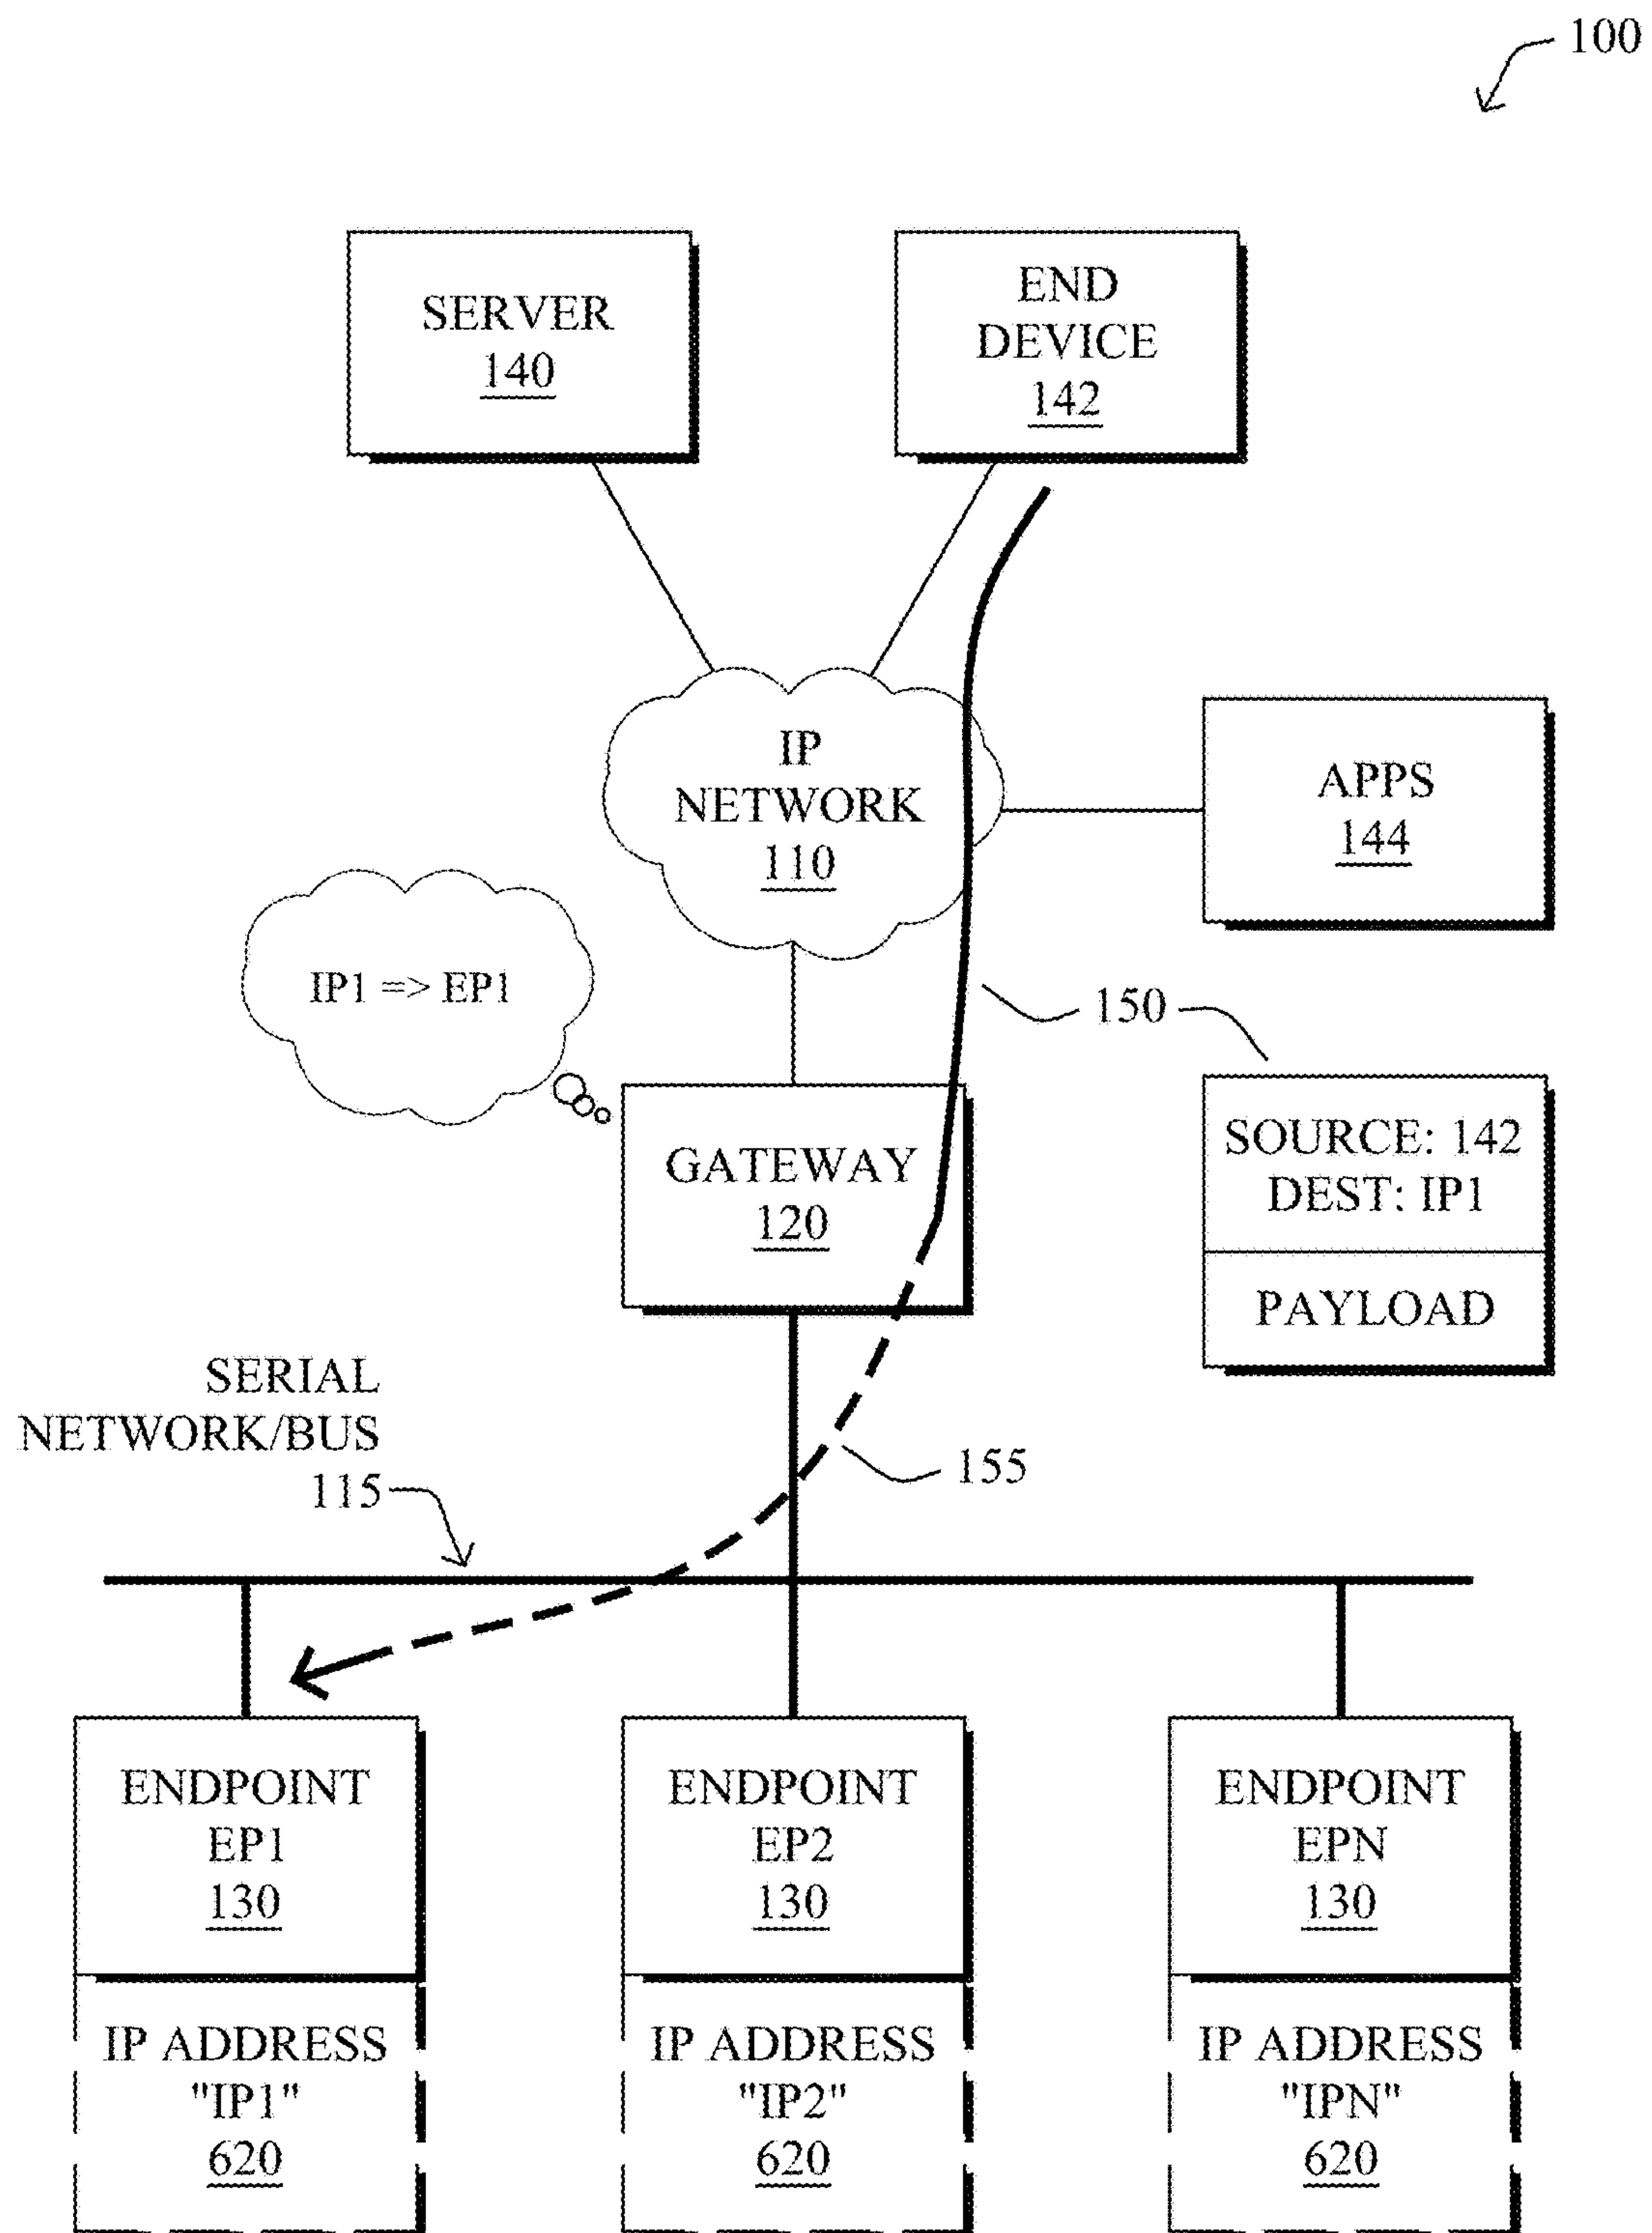 100
SERVER
140
END
DEVICE
142
IP
NETWORK
110
APPS
144
IP1 => EP1
150
GATEWAY
120
SOURCE: 142
DEST: IP1
PAYLOAD
SERIAL
NETWORK/BUS
115
155
ENDPOINT
EP1
130
IP ADDRESS
"IP1"
620
ENDPOINT
EP2
130
IP ADDRESS
"IP2"
620
ENDPOINT
EPN
130
IP ADDRESS
"IPN"
620